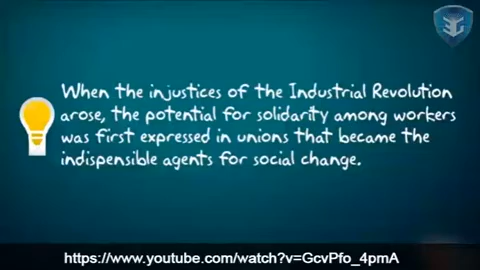 When the injustices of the Industrial Revolution
arose, the potential for solidarity among workers
was first expressed in unions that became the
indispensible agents for social change.
https://www.youtube.com/watch?v=GcvPfo_4pmA